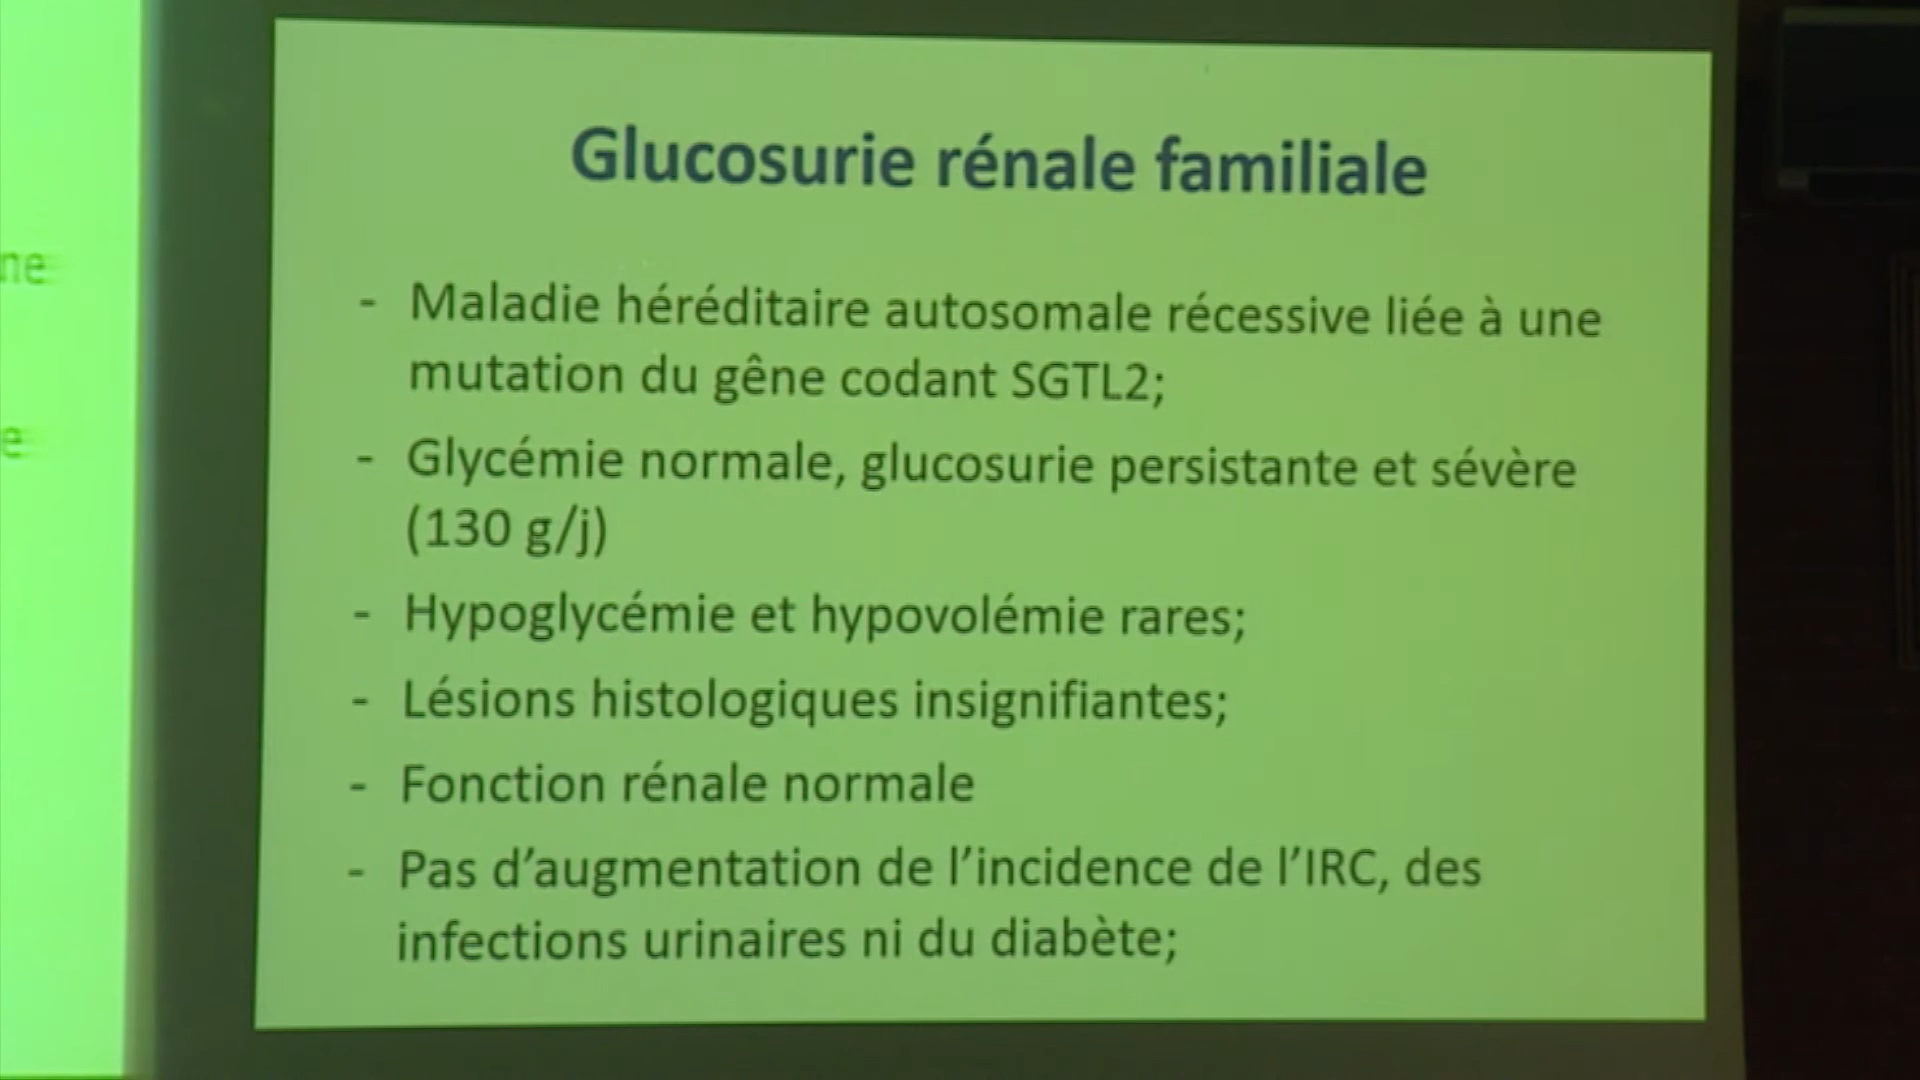 Glucosurie rénale familiale
- Maladie héréditaire autosomale récessive liée à une
mutation du gêne codant SGTL2;
- Glycémie normale, glucosurie persistante et sévère
(130 g/j)
- Hypoglycémie et hypovolémie rares;
- Lésions histologiques insignifiantes;
- Fonction rénale normale
- Pas d'augmentation de l'incidence de l'IRC, des
infections urinaires ni du diabète;